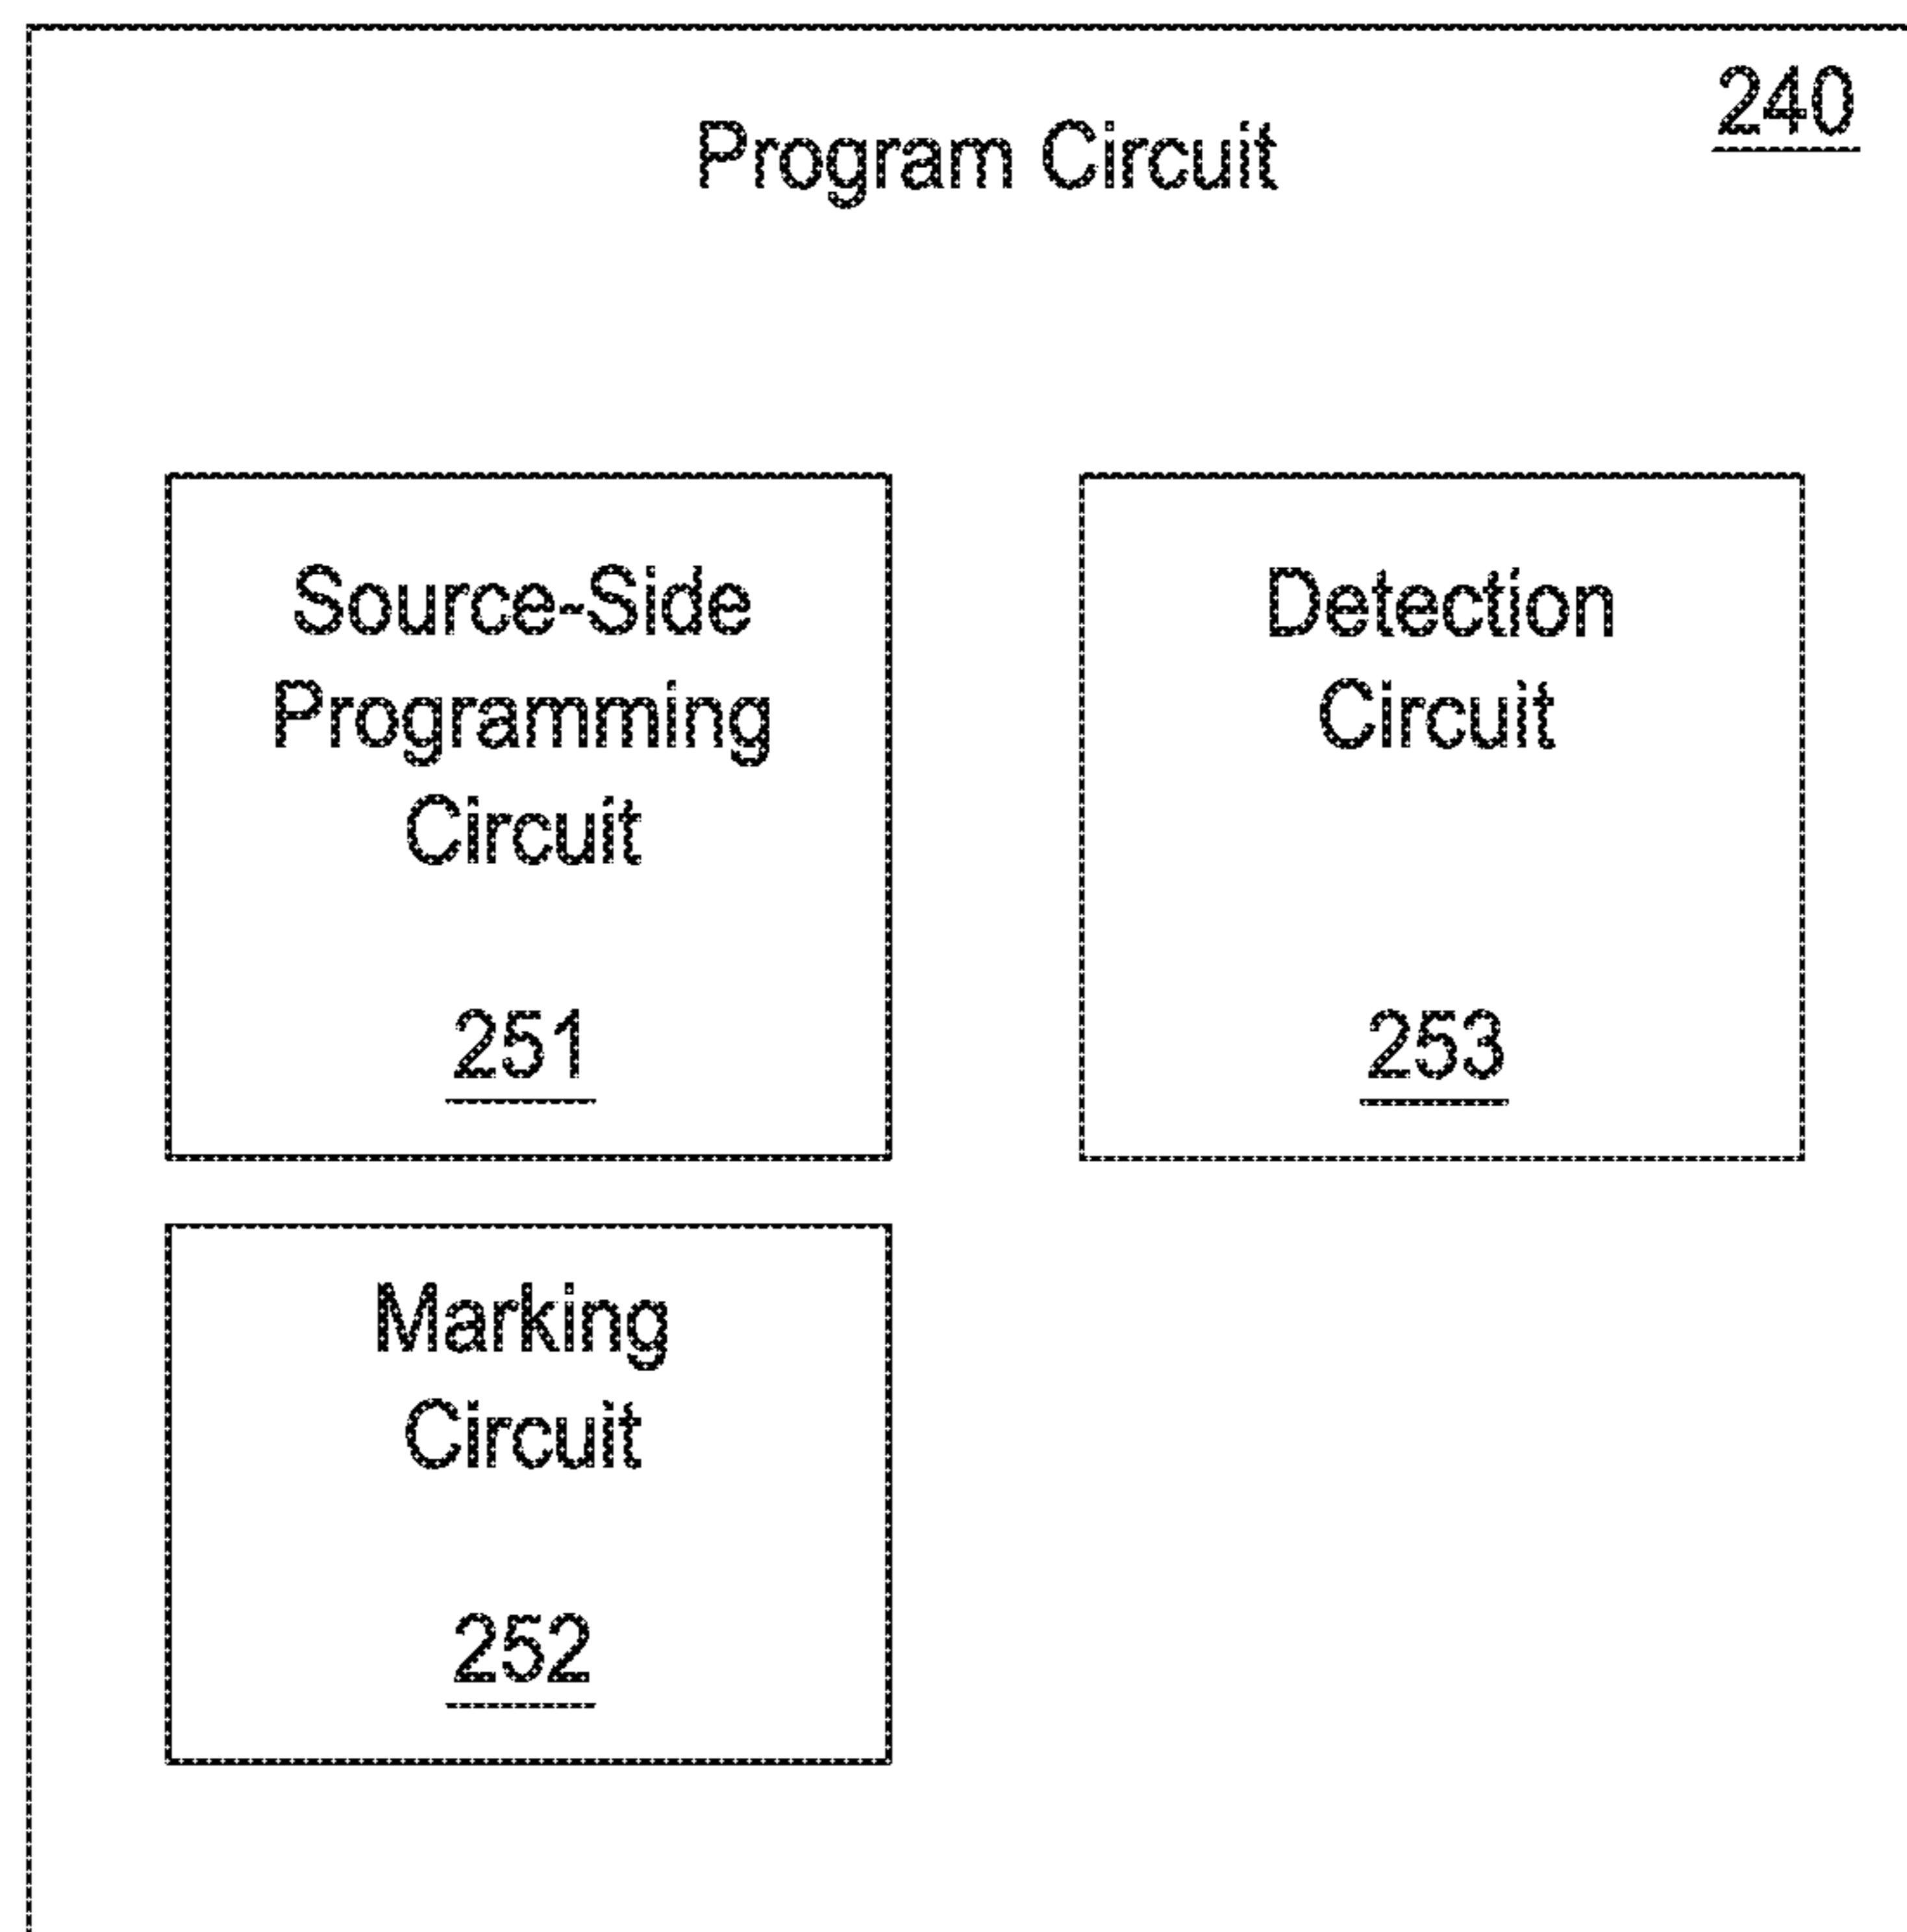 240
Program Circuit
Source-Side
Programming
Circuit
251
Detection
Circuit
253
Marking
Circuit
252